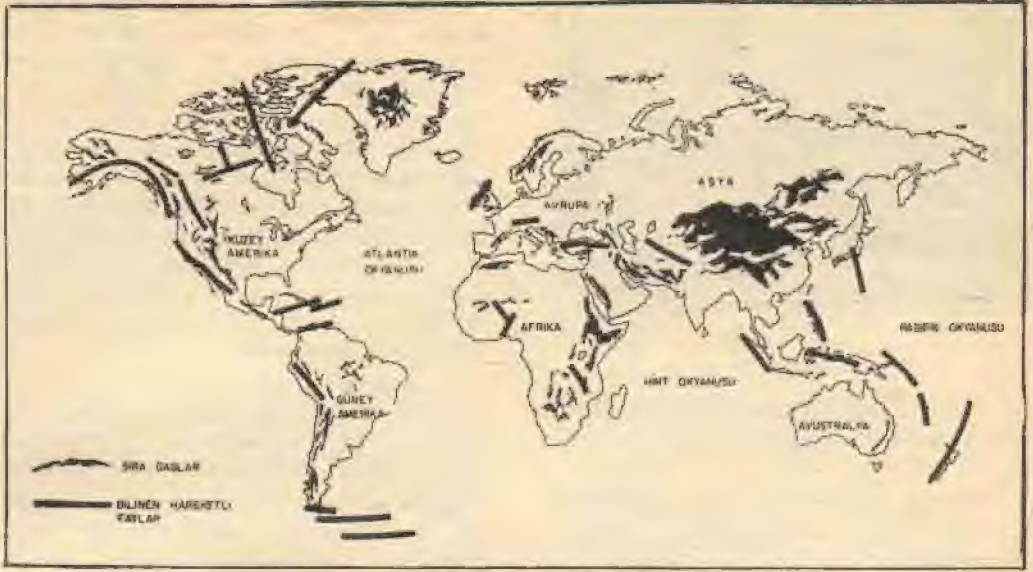 ASYA
AVRUPA
KUZEY
AMERİKA
ATLANTİK
OKYANUSU
AFRİKA
PASİFİK OKYANUSU
HİNT OKYANUSU
GÜNEY
AMERİKA
AVUSTRALYA
SIRA DAĞLAR
BİLİNEN HAREKETLİ
FAYLAR